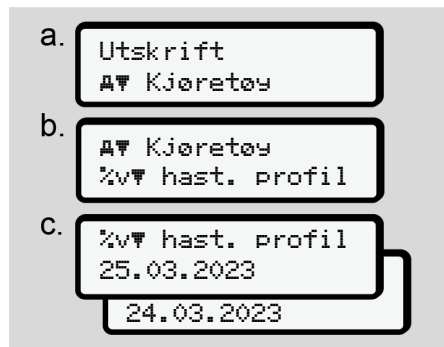 a.
Utskrift
Kjøretøy
b.
Kjøretøy
%v▼ hast. profil
c.
%v▼ hast. profil
25.03.2023
24.03.2023